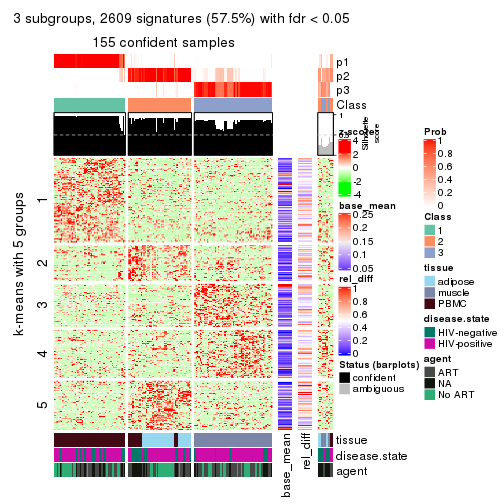 3 subgroups, 2609 signatures (57.5%) with fdr < 0.05
155 confident samples
p1
p2
p3
Class
1
0.5
0
Silhouette
score
z-score
4
2
0
-2
-4
base_mean
0.25
0.2
0.15
0.1
0.05
rel_diff
1
0.8
0.6
0.4
0.2
0
Status (barplots)
confident
ambiguous
Prob
1
0.8
0.6
0.4
0.2
0
Class
1
2
3
tissue
adipose
muscle
PBMC
disease.state
HIV-negative
HIV-positive
agent
ART
NA
No ART
k-means with 5 groups
1
2
3
4
5
tissue
disease.state
agent
base_mean
rel_diff